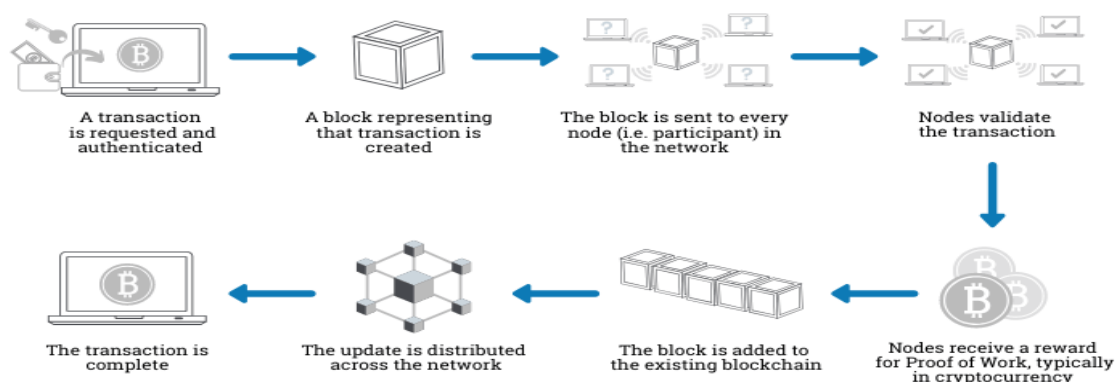 A transaction
is requested and
authenticated
A block representing
that transaction is
created
The block is sent to every
node (i.e. participant) in
the network
Nodes validate
the transaction
Nodes receive a reward
for Proof of Work, typically
in cryptocurrency
The block is added to
the existing blockchain
The update is distributed
across the network
The transaction is
complete